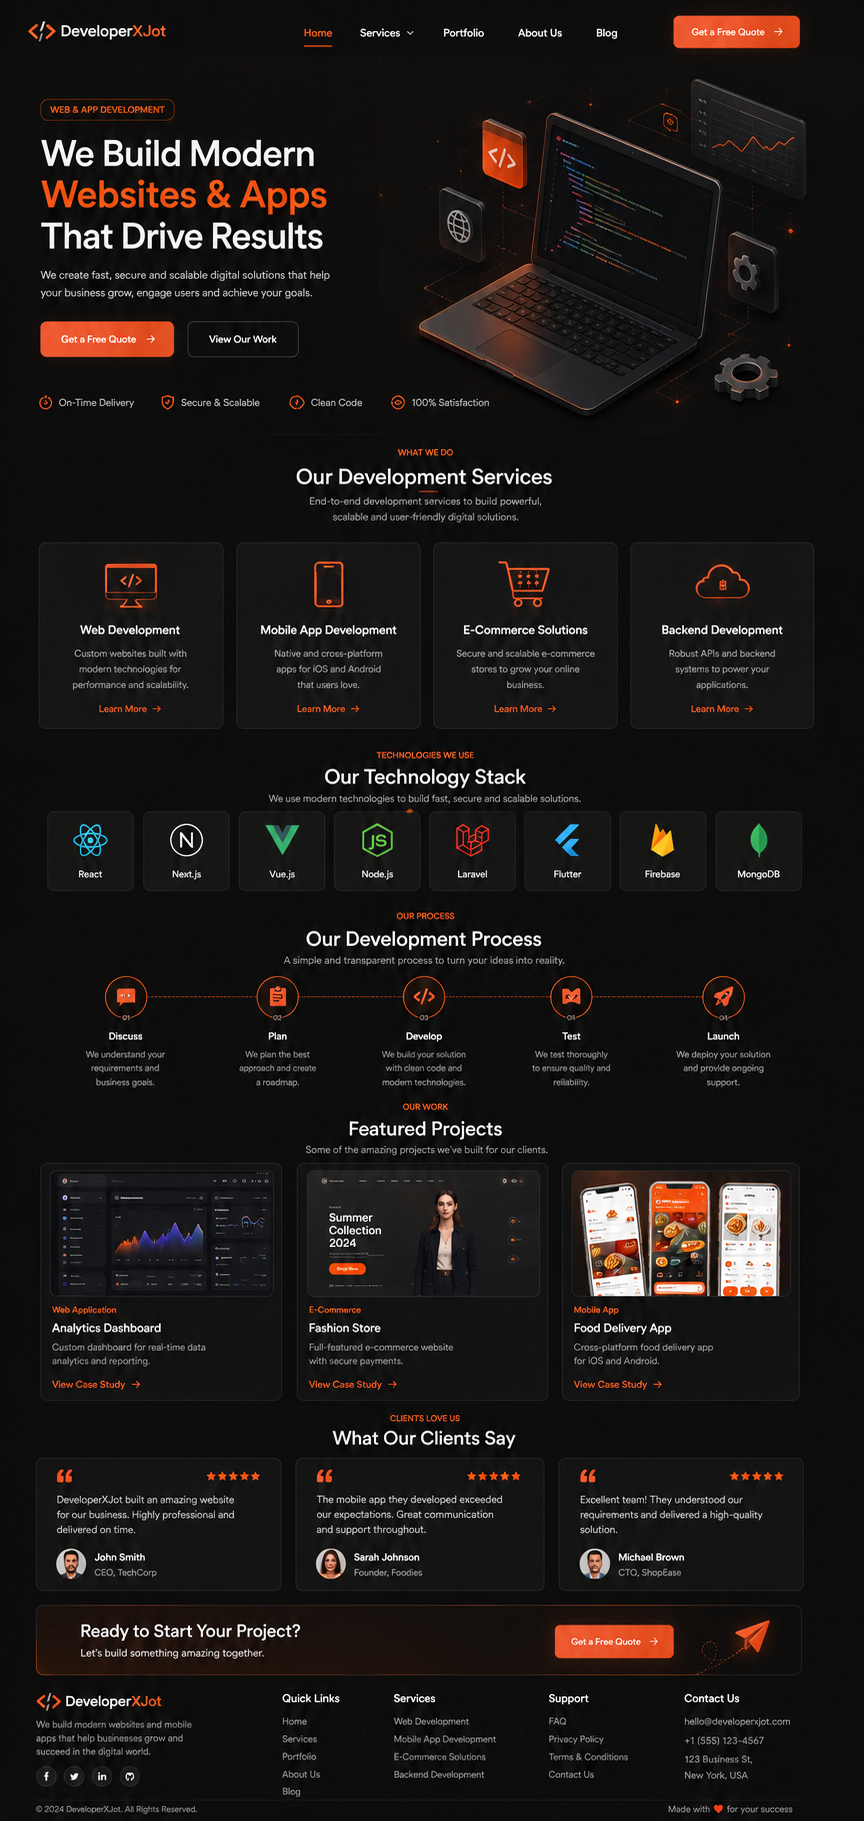 </> DeveloperXJot
Home
Services
Portfolio
About Us
Blog
Get a Free Quote →
WEB & APP DEVELOPMENT
We Build Modern
Websites & Apps
That Drive Results
We create fast, secure and scalable digital solutions that help
your business grow, engage users and achieve your goals.
Get a Free Quote →
View Our Work
</>
On-Time Delivery
Secure & Scalable
Clean Code
100% Satisfaction
WHAT WE DO
Our Development Services
End-to-end development services to build powerful,
scalable and user-friendly digital solutions.
</>
Web Development
Custom websites built with
modern technologies for
performance and scalability.
Learn More →
Mobile App Development
Native and cross-platform
apps for iOS and Android
that users love.
Learn More →
E-Commerce Solutions
Secure and scalable e-commerce
stores to grow your online
business.
Learn More →
Backend Development
Robust APIs and backend
systems to power your
applications.
Learn More →
TECHNOLOGIES WE USE
Our Technology Stack
We use modern technologies to build fast, secure and scalable solutions.
React
N
Next.js
Vue.js
JS
Node.js
Laravel
Flutter
Firebase
MongoDB
OUR PROCESS
Our Development Process
A simple and transparent process to turn your ideas into reality.
01
Discuss
We understand your
requirements and
business goals.
02
Plan
We plan the best
approach and create
a roadmap.
</>
03
Develop
We build your solution
with clean code and
modern technologies.
Test
We test thoroughly
to ensure quality and
reliability.
Launch
We deploy your solution
and provide ongoing
support.
OUR WORK
Featured Projects
Some of the amazing projects we've built for our clients.
Web Application
Analytics Dashboard
Custom dashboard for real-time data
analytics and reporting.
View Case Study →
Summer
Collection
2024
Shop Now
E-Commerce
Fashion Store
Full-featured e-commerce website
with secure payments.
View Case Study →
Mobile App
Food Delivery App
Cross-platform food delivery app
for iOS and Android.
View Case Study →
CLIENTS LOVE US
What Our Clients Say
DeveloperXJot built an amazing website
for our business. Highly professional and
delivered on time.
John Smith
CEO, TechCorp
The mobile app they developed exceeded
our expectations. Great communication
and support throughout.
Sarah Johnson
Founder, Foodies
Excellent team! They understood our
requirements and delivered a high-quality
solution.
Michael Brown
CTO, ShopEase
Ready to Start Your Project?
Let's build something amazing together.
Get a Free Quote →
</> DeveloperXJot
We build modern websites and mobile
apps that help businesses grow and
succeed in the digital world.
Quick Links
Home
Services
Portfolio
About Us
Blog
Services
Web Development
Mobile App Development
E-Commerce Solutions
Backend Development
Support
FAQ
Privacy Policy
Terms & Conditions
Contact Us
Contact Us
hello@developerxjot.com
+1 (555) 123-4567
123 Business St,
New York, USA
© 2024 DeveloperXJot. All Rights Reserved.
Made with ❤ for your success